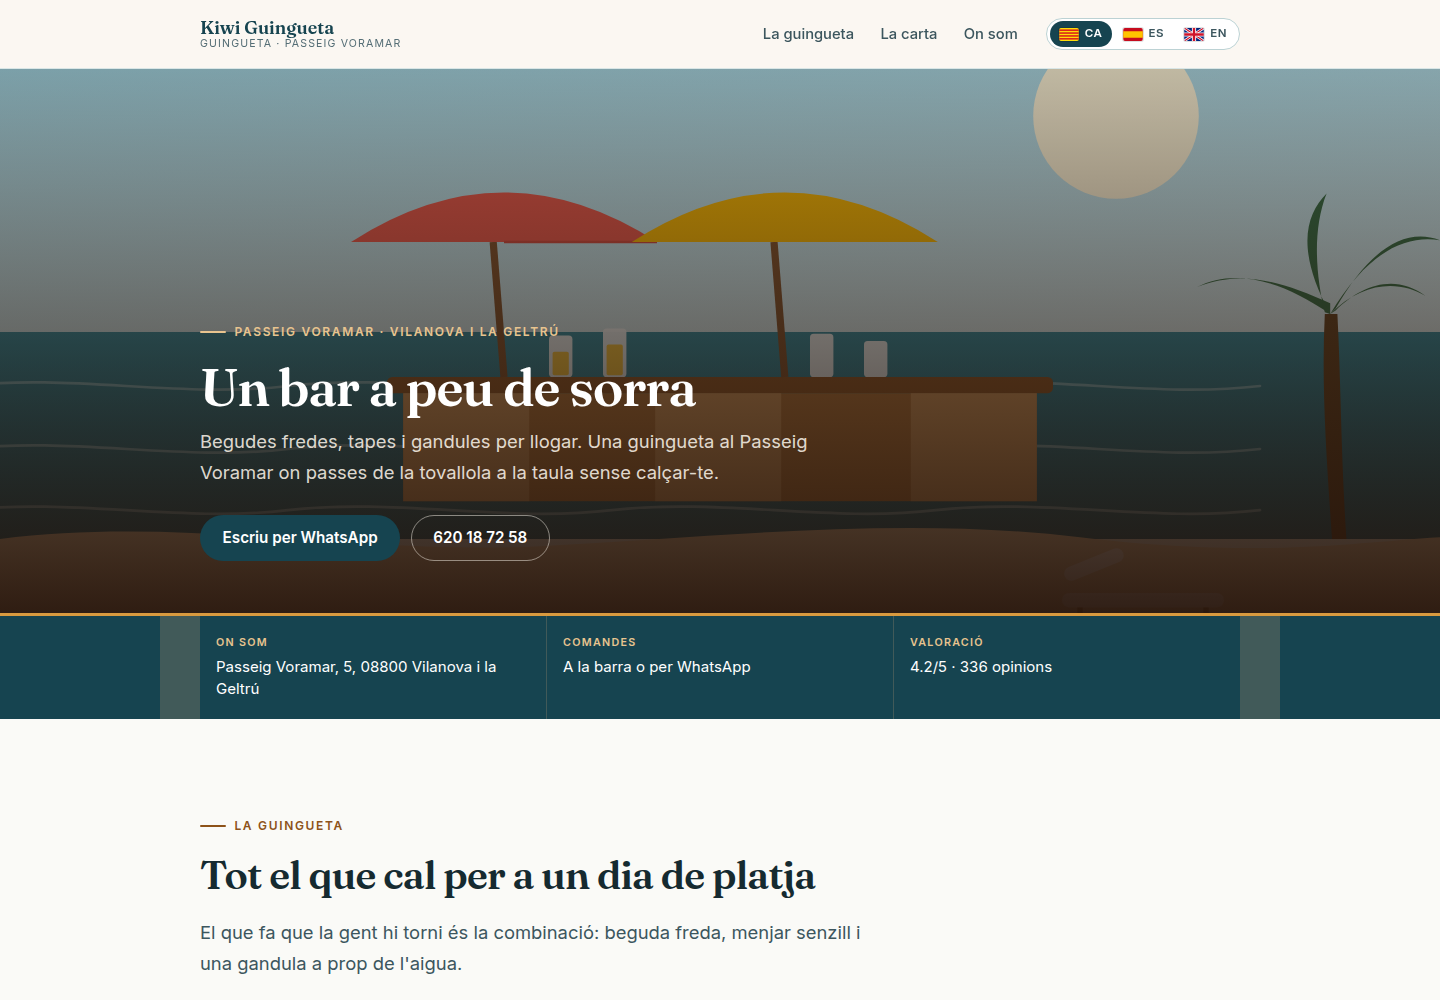 Kiwi Guingueta
GUINGUETA · PASSEIG VORAMAR
La guingueta
La carta
On som
CA
ES
EN
PASSEIG VORAMAR · VILANOVA I LA GELTRÚ
Un bar a peu de sorra
Begudes fredes, tapes i gandules per llogar. Una guingueta al Passeig
Voramar on passes de la tovallola a la taula sense calçar-te.
Escriu per WhatsApp
620 18 72 58
ON SOM
Passeig Voramar, 5, 08800 Vilanova i la
Geltrú
COMANDES
A la barra o per WhatsApp
VALORACIÓ
4.2/5 · 336 opinions
LA GUINGUETA
Tot el que cal per a un dia de platja
El que fa que la gent hi torni és la combinació: beguda freda, menjar senzill i
una gandula a prop de l'aigua.